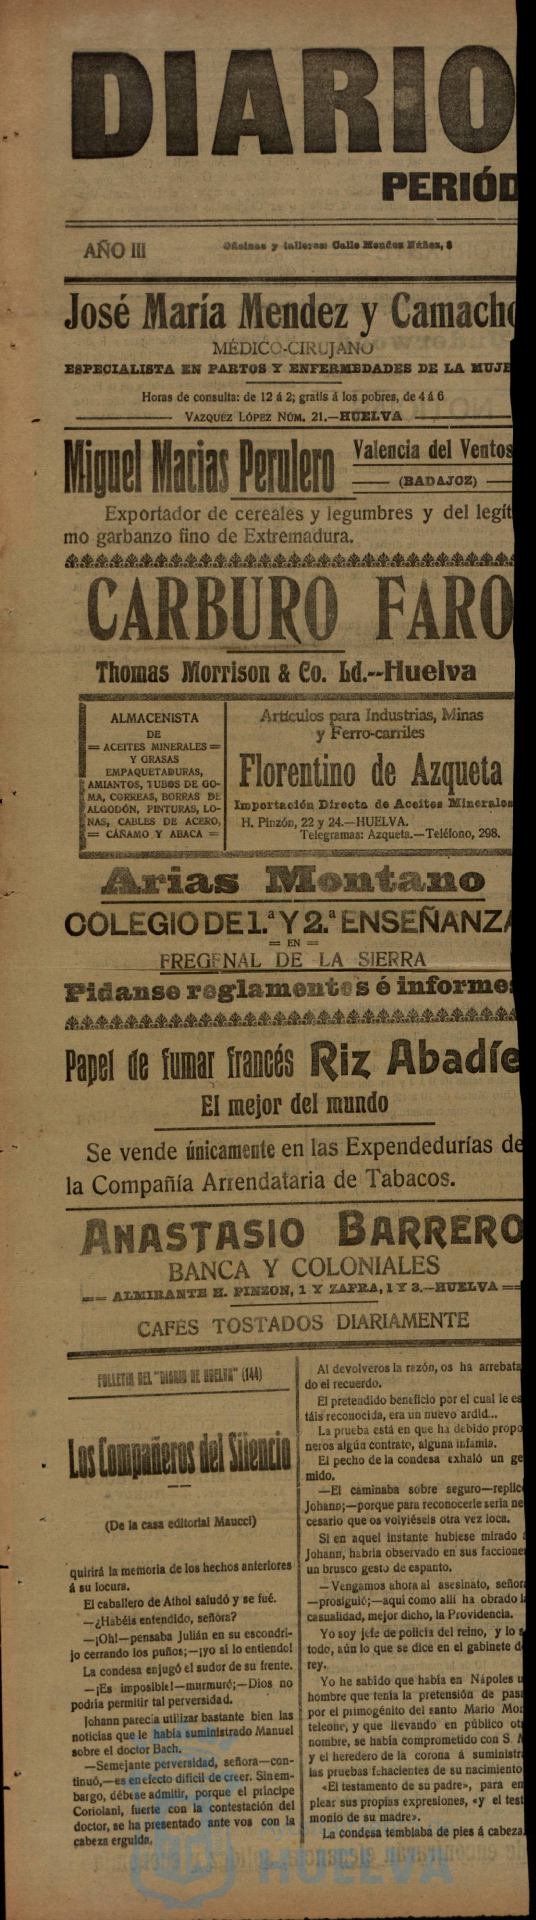 DIARIO
PERIÓD
AÑO III
Oficinas y talleres: Calle Mendez Núñez, 8
José María Mendez y Camacho
MÉDICO-CIRUJANO
ESPECIALISTA EN PARTOS Y ENFERMEDADES DE LA MUJE
Horas de consulta: de 12 á 2; gratis á los pobres, de 4 á 6
VAZQUEZ LÓPEZ NÚM. 21.—HUELVA
Miguel Macias Perulero
Valencia del Ventos
(BADAJOZ)
Exportador de cereales y legumbres y del legít
mo garbanzo fino de Extremadura.
CARBURO FARO
Thomas Morrison & Co. Ld.--Huelva
ALMACENISTA
DE
= ACEITES MINERALES =
Y GRASAS
EMPAQUETADURAS,
AMIANTOS, TUBOS DE GO-
MA, CORREAS, BORRAS DE
ALGODÓN, PINTURAS, LO-
NAS, CABLES DE ACERO,
= CÁÑAMO Y ABACA =
Artículos para Industrias, Minas
y Ferro-carriles
Florentino de Azqueta
Importación Directa de Aceites Minerales
H. Pinzón, 22 y 24.—HUELVA.
Telegramas: Azqueta.—Teléfono, 298.
Arias Montano
COLEGIO DE 1.ª Y 2.ª ENSEÑANZA
= EN =
FREGENAL DE LA SIERRA
Pidanse reglamentos é informes
Papel de fumar francés Riz Abadíe
El mejor del mundo
Se vende únicamente en las Expendedurías de
la Compañía Arrendataria de Tabacos.
ANASTASIO BARRERO
BANCA Y COLONIALES
== ALMIRANTE H. PINZON, 1 Y ZAFRA, 1 Y 3.—HUELVA ==
CAFES TOSTADOS DIARIAMENTE
FOLLETIN DEL "DIARIO DE HUELVA" (144)
Los Compañeros del Silencio
(De la casa editorial Maucci)
quirirá la memoria de los hechos anteriores
á su locura.
El caballero de Athol saludó y se fué.
—¿Habéis entendido, señora?
—¡Oh!—pensaba Julián en su escondri-
jo cerrando los puños;—¡yo si lo entiendo!
La condesa enjugó el sudor de su frente.
—¡Es imposible!—murmuró;—Dios no
podría permitir tal perversidad.
Johann parecía utilizar bastante bien las
noticias que le había suministrado Manuel
sobre el doctor Bach.
—Semejante perversidad, señora—con-
tinuó,—es en efecto dificil de creer. Sin em-
bargo, débese admitir, porque el príncipe
Coriolani, fuerte con la contestación del
doctor, se ha presentado ante vos con la
cabeza erguida.
Al devolveros la razón, os ha arrebata
do el recuerdo.
El pretendido beneficio por el cual le es
táis reconocida, era un nuevo ardid...
La prueba está en que ha debido propo
neros algún contrato, alguna infamia.
El pecho de la condesa exhaló un ge
mido.
—El caminaba sobre seguro—replic
Johann;—porque para reconocerle seria ne
cesario que os volviéseis otra vez loca.
Si en aquel instante hubiese mirado á
Johann, habría observado en sus faccione
un brusco gesto de espanto.
—Vengamos ahora al asesinato, señor
—prosiguió;—aqui como allí ha obrado l
casualidad, mejor dicho, la Providencia.
Yo soy jefe de policia del reino, y lo s
todo, aún lo que se dice en el gabinete d
rey.
Yo he sabido que había en Nápoles u
hombre que tenía la pretensión de pas
por el primogénito del santo Mario Mo
teleone, y que llevando en público ot
nombre, se había comprometido con S.
y el heredero de la corona á suministr
las pruebas fehacientes de su nacimiento
«El testamento de su padre», para em
plear sus propias expresiones, «y el test
monio de su madre».
La condesa temblaba de pies á cabeza.
HUELVA